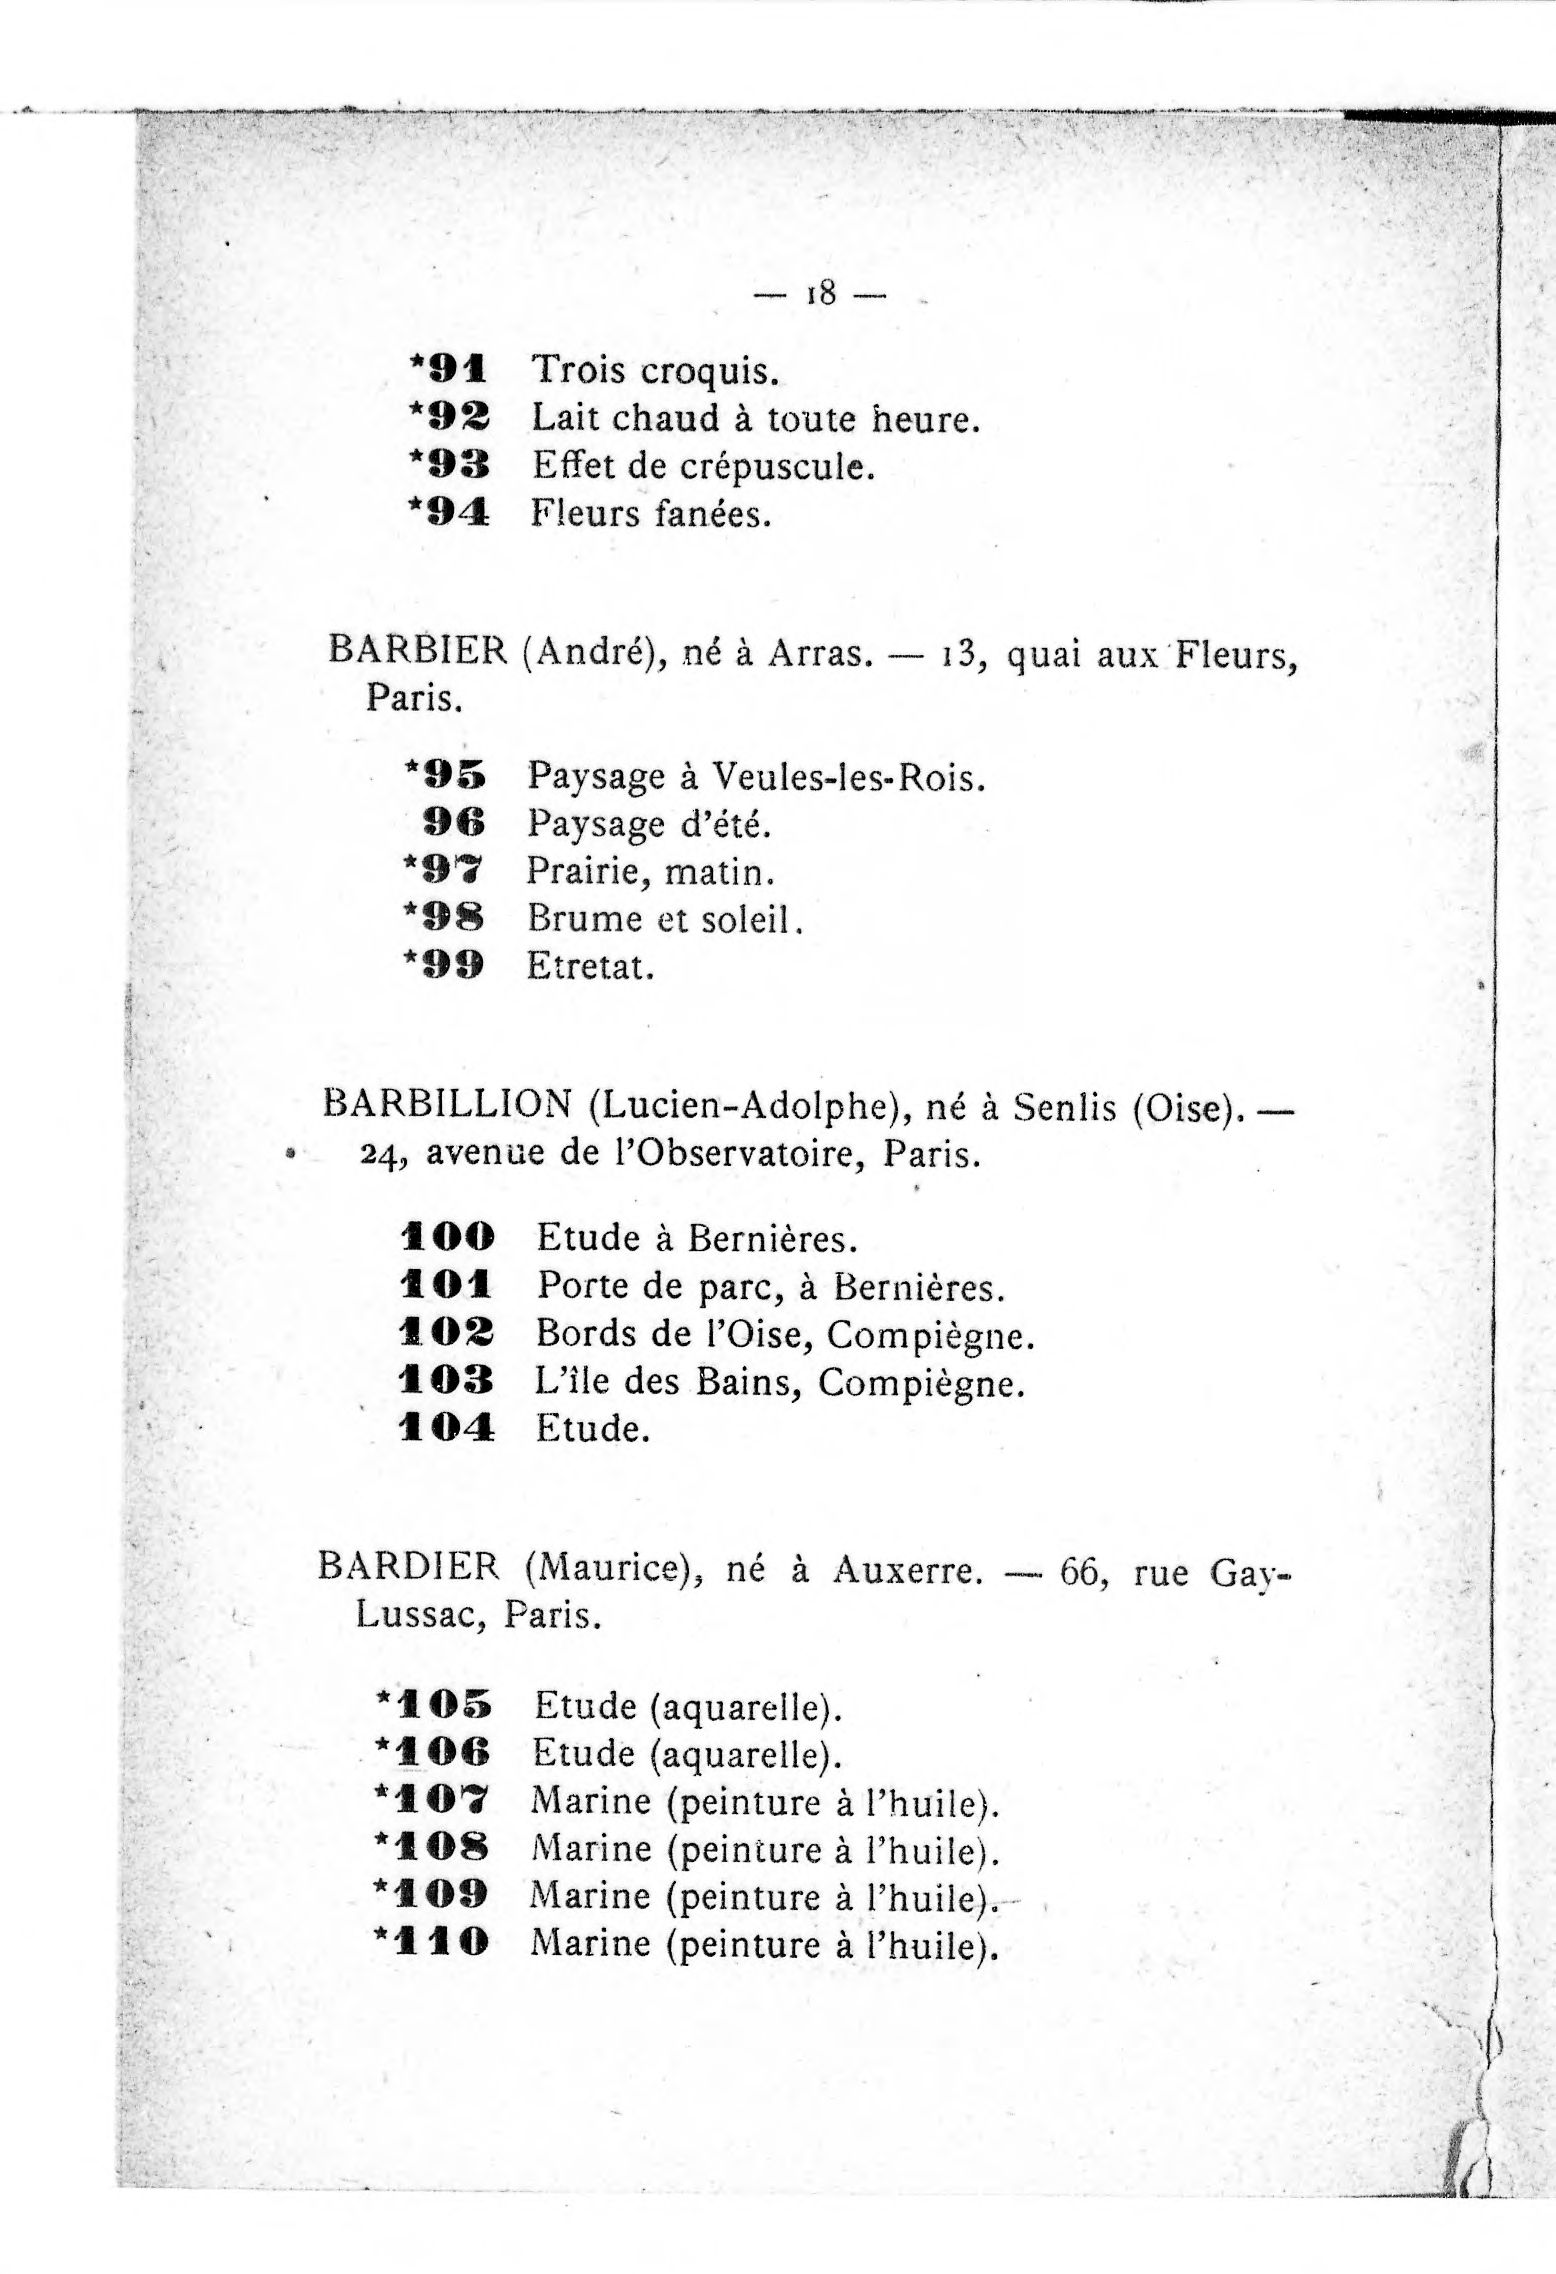 — 18 —
*91 Trois croquis.
*92 Lait chaud à toute heure.
*93 Effet de crépuscule.
*94 Fleurs fanées.
BARBIER (André), né à Arras. — 13, quai aux Fleurs,
Paris.
*95 Paysage à Veules-les-Rois.
96 Paysage d'été.
*97 Prairie, matin.
*98 Brume et soleil.
*99 Etretat.
BARBILLION (Lucien-Adolphe), né à Senlis (Oise). —
24, avenue de l'Observatoire, Paris.
100 Etude à Bernières.
101 Porte de parc, à Bernières.
102 Bords de l'Oise, Compiègne.
103 L'île des Bains, Compiègne.
104 Etude.
BARDIER (Maurice), né à Auxerre. — 66, rue Gay-
Lussac, Paris.
*105 Etude (aquarelle).
*106 Etude (aquarelle).
*107 Marine (peinture à l'huile).
*108 Marine (peinture à l'huile).
*109 Marine (peinture à l'huile).
*110 Marine (peinture à l'huile).